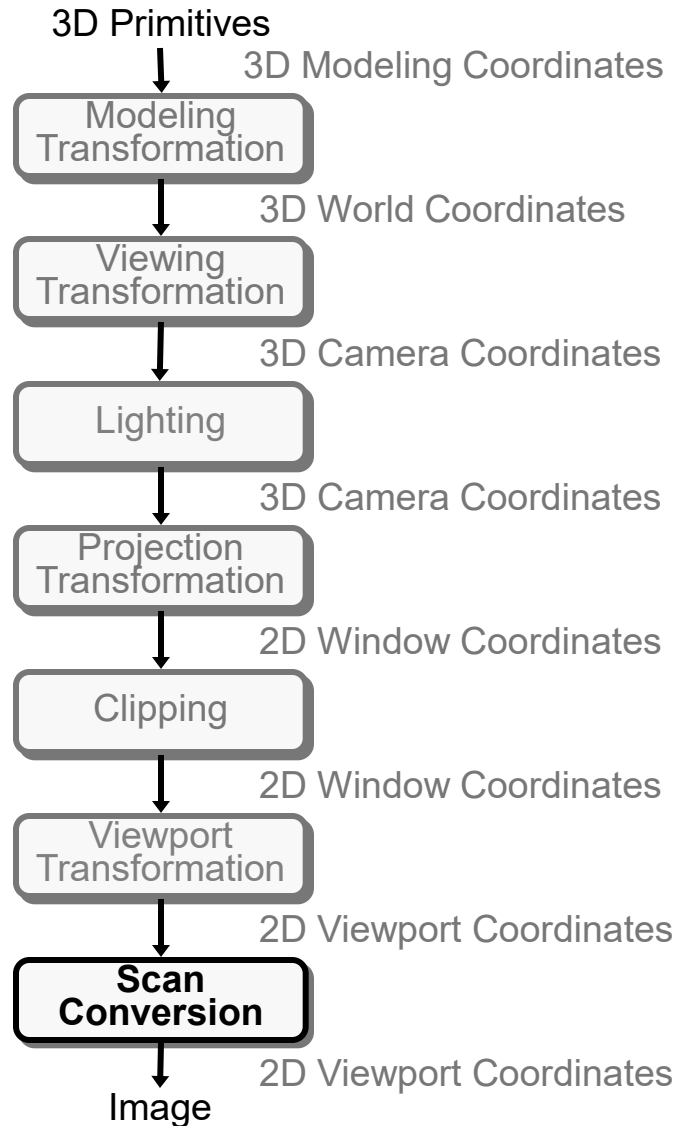 3D Primitives
3D Modeling Coordinates
Modeling
Transformation
3D World Coordinates
Viewing
Transformation
3D Camera Coordinates
Lighting
3D Camera Coordinates
Projection
Transformation
2D Window Coordinates
Clipping
2D Window Coordinates
Viewport
Transformation
2D Viewport Coordinates
Scan
Conversion
2D Viewport Coordinates
Image